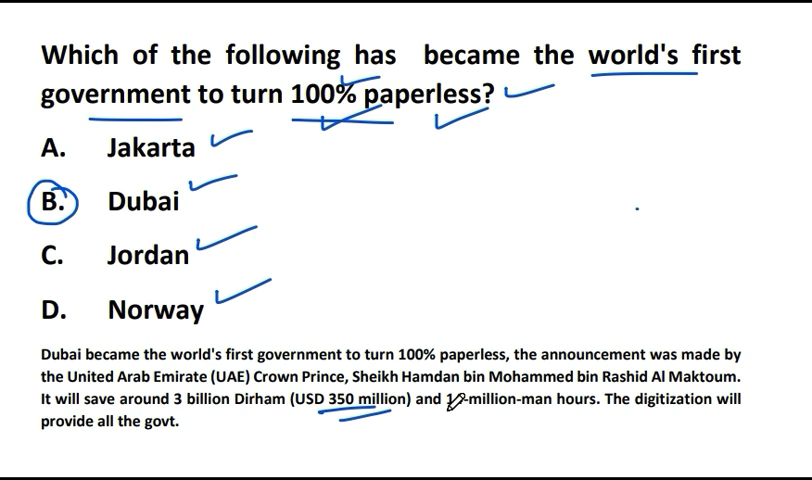 Which of the following has became the world's first
government to turn 100% paperless?
A. Jakarta
B. Dubai
C. Jordan
D. Norway
Dubai became the world's first government to turn 100% paperless, the announcement was made by
the United Arab Emirate (UAE) Crown Prince, Sheikh Hamdan bin Mohammed bin Rashid Al Maktoum.
It will save around 3 billion Dirham (USD 350 million) and -million-man hours. The digitization will
provide all the govt.